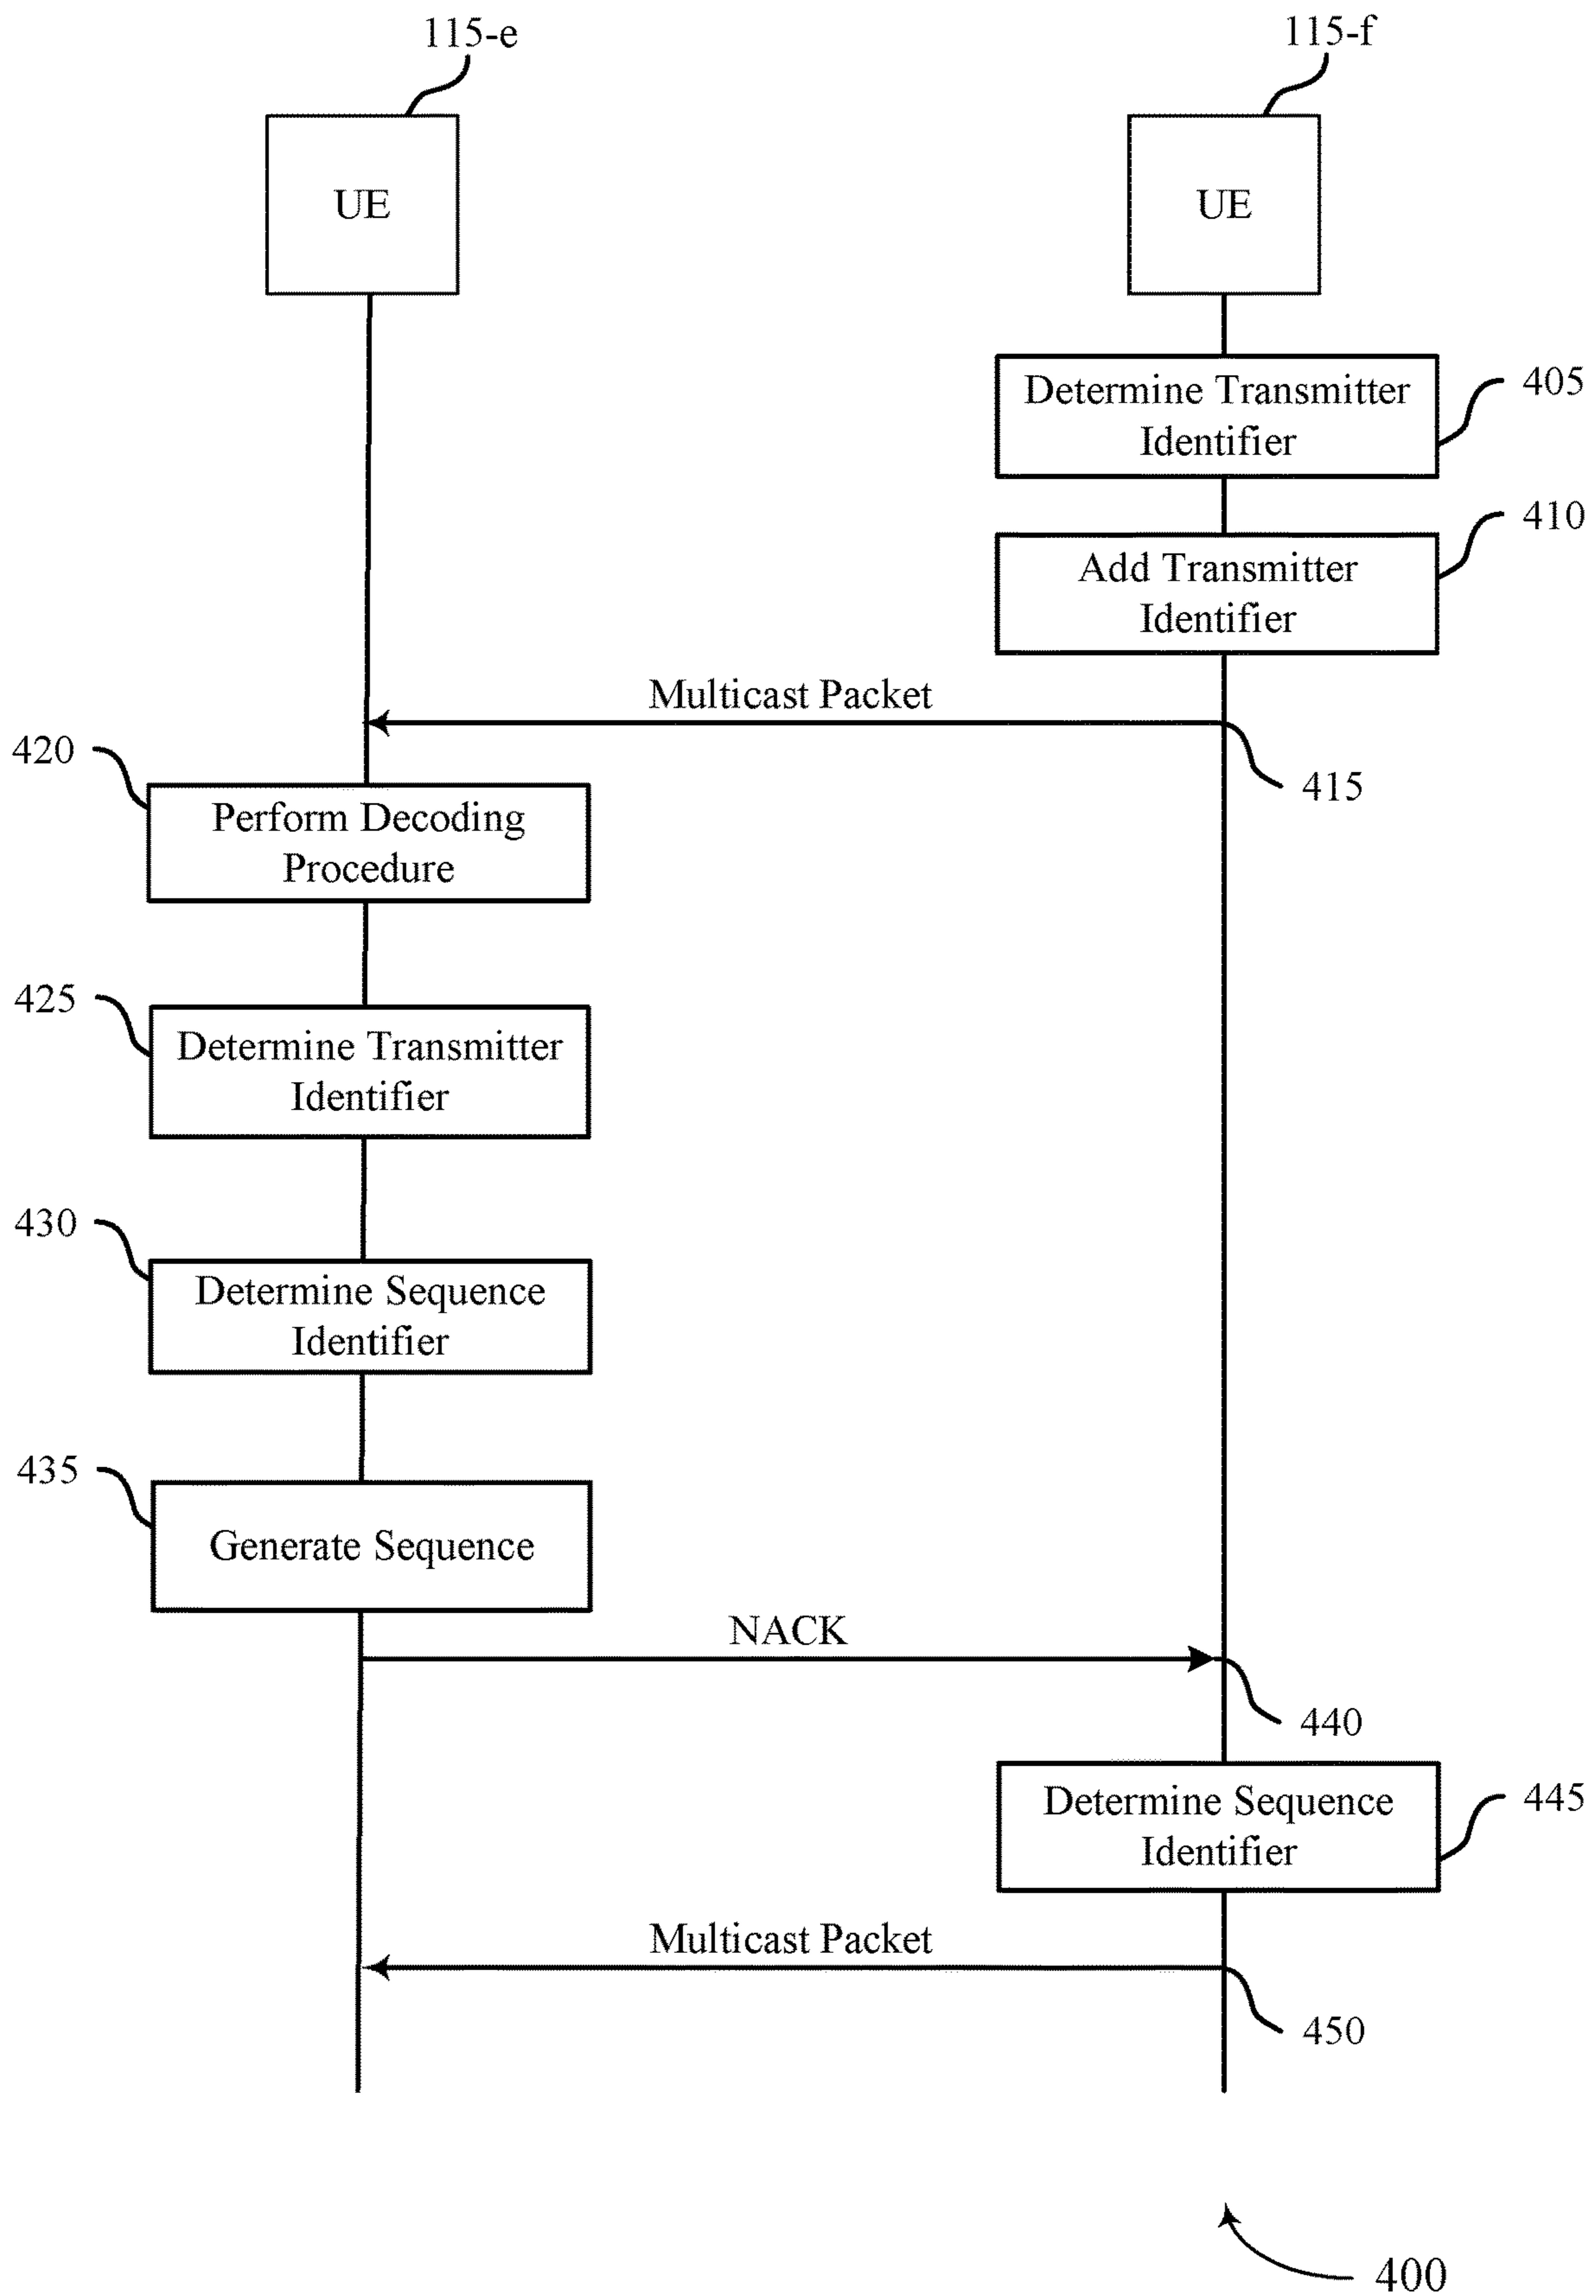 115-e
115-f
UE
UE
Determine Transmitter
Identifier
405
Add Transmitter
Identifier
410
Multicast Packet
415
420
Perform Decoding
Procedure
425
Determine Transmitter
Identifier
430
Determine Sequence
Identifier
435
Generate Sequence
NACK
440
Determine Sequence
Identifier
445
Multicast Packet
450
400